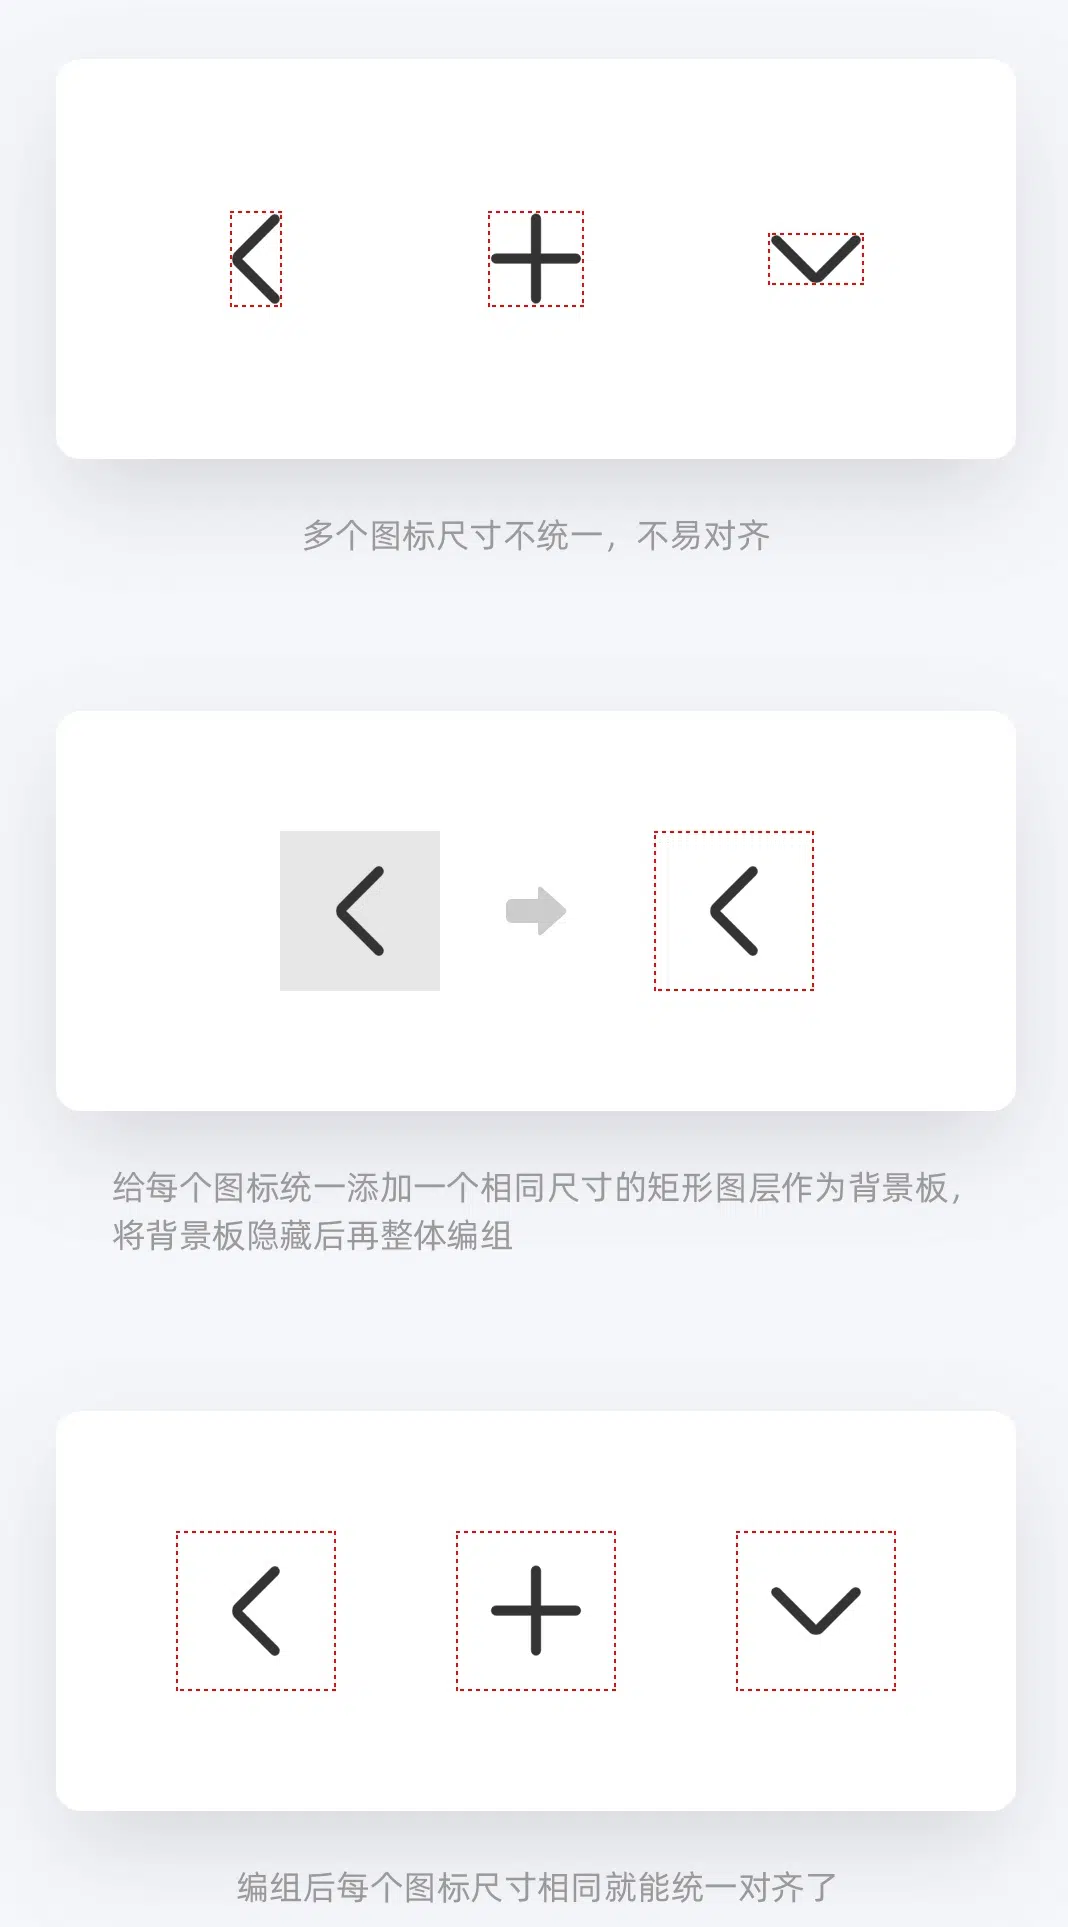 多个图标尺寸不统一，不易对齐
给每个图标统一添加一个相同尺寸的矩形图层作为背景板，
将背景板隐藏后再整体编组
编组后每个图标尺寸相同就能统一对齐了